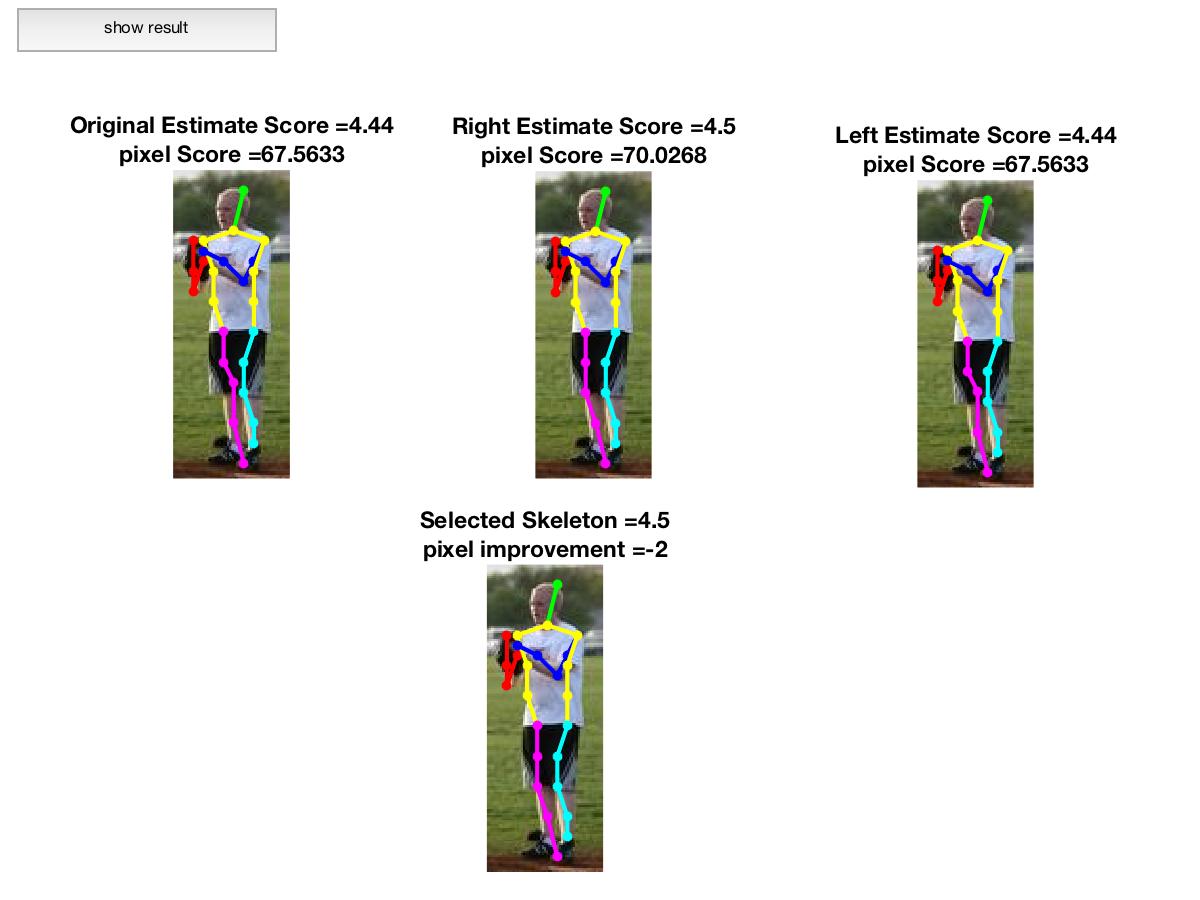 show result
Original Estimate Score =4.44
pixel Score =67.5633
Right Estimate Score =4.5
pixel Score =70.0268
Left Estimate Score =4.44
pixel Score =67.5633
Selected Skeleton =4.5
pixel improvement =-2